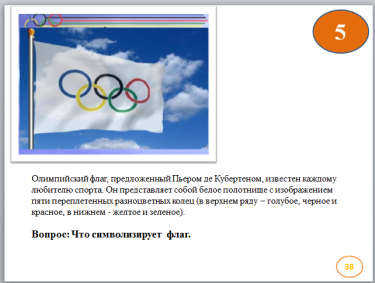 5
Олимпийский флаг, предложенный Пьером де Кубертеном, известен каждому
любителю спорта. Он представляет собой белое полотнище с изображением
пяти переплетенных разноцветных колец (в верхнем ряду – голубое, черное и
красное, в нижнем - желтое и зеленое).
Вопрос: Что символизирует флаг.
38